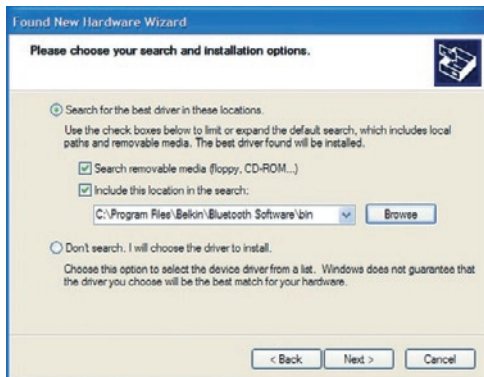 Found New Hardware Wizard
Please choose your search and installation options.
Search for the best driver in these locations.
Use the check boxes below to limit or expand the default search, which includes local
paths and removable media. The best driver found will be installed.
Search removable media (floppy, CD-ROM...)
Include this location in the search:
C:\Program Files\Belkin\Bluetooth Software\bin
Browse
Don't search. I will choose the driver to install.
Choose this option to select the device driver from a list. Windows does not guarantee that
the driver you choose will be the best match for your hardware.
< Back
Next >
Cancel